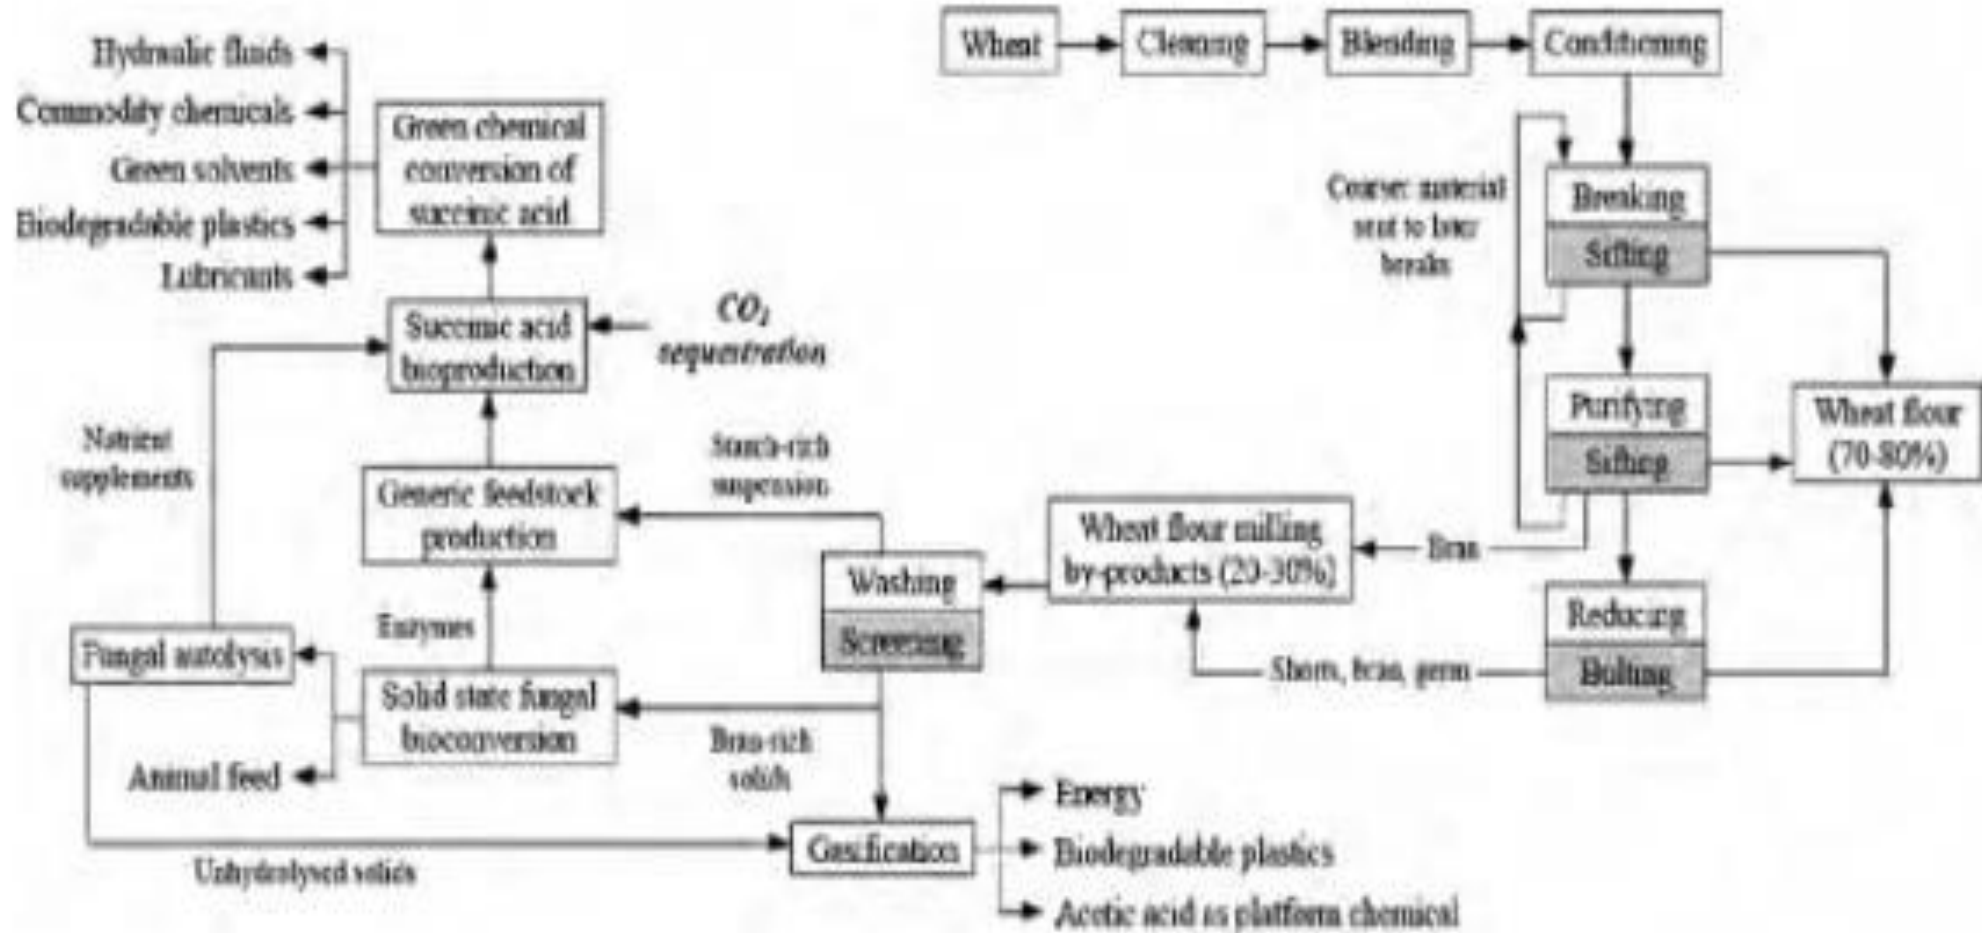 Wheat
Cleaning
Blending
Conditioning
Coarser material
sent to later
breaks
Breaking
Sifting
Purifying
Sifting
Wheat flour
(70-80%)
Reducing
Bulting
Bran
Shorts, bran, germ
Wheat flour milling
by-products (20-30%)
Washing
Screening
Starch-rich
suspension
Bran-rich
solids
Hydraulic fluids
Commodity chemicals
Green solvents
Biodegradable plastics
Lubricants
Green chemical
conversion of
succinic acid
Succinic acid
bioproduction
CO₂
sequestration
Nutrient
supplements
Generic feedstock
production
Enzymes
Fungal autolysis
Solid state fungal
bioconversion
Animal feed
Unhydrolysed solids
Gasification
Energy
Biodegradable plastics
Acetic acid as platform chemical